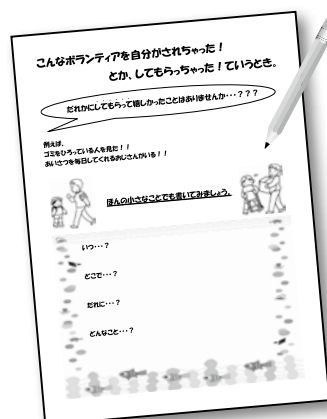 こんなボランティアを自分がされちゃった！
とか、してもらっちゃった！ていうとき。
だれかにしてもらって嬉しかったことはありませんか･･･？？？
例えば、
ゴミをひろっている人を見た！！
あいさつを毎日してくれるおじさんがいる！！
ほんの小さなことでも書いてみましょう。
いつ･･･？
どこで･･･？
だれに･･･？
どんなこと･･･？